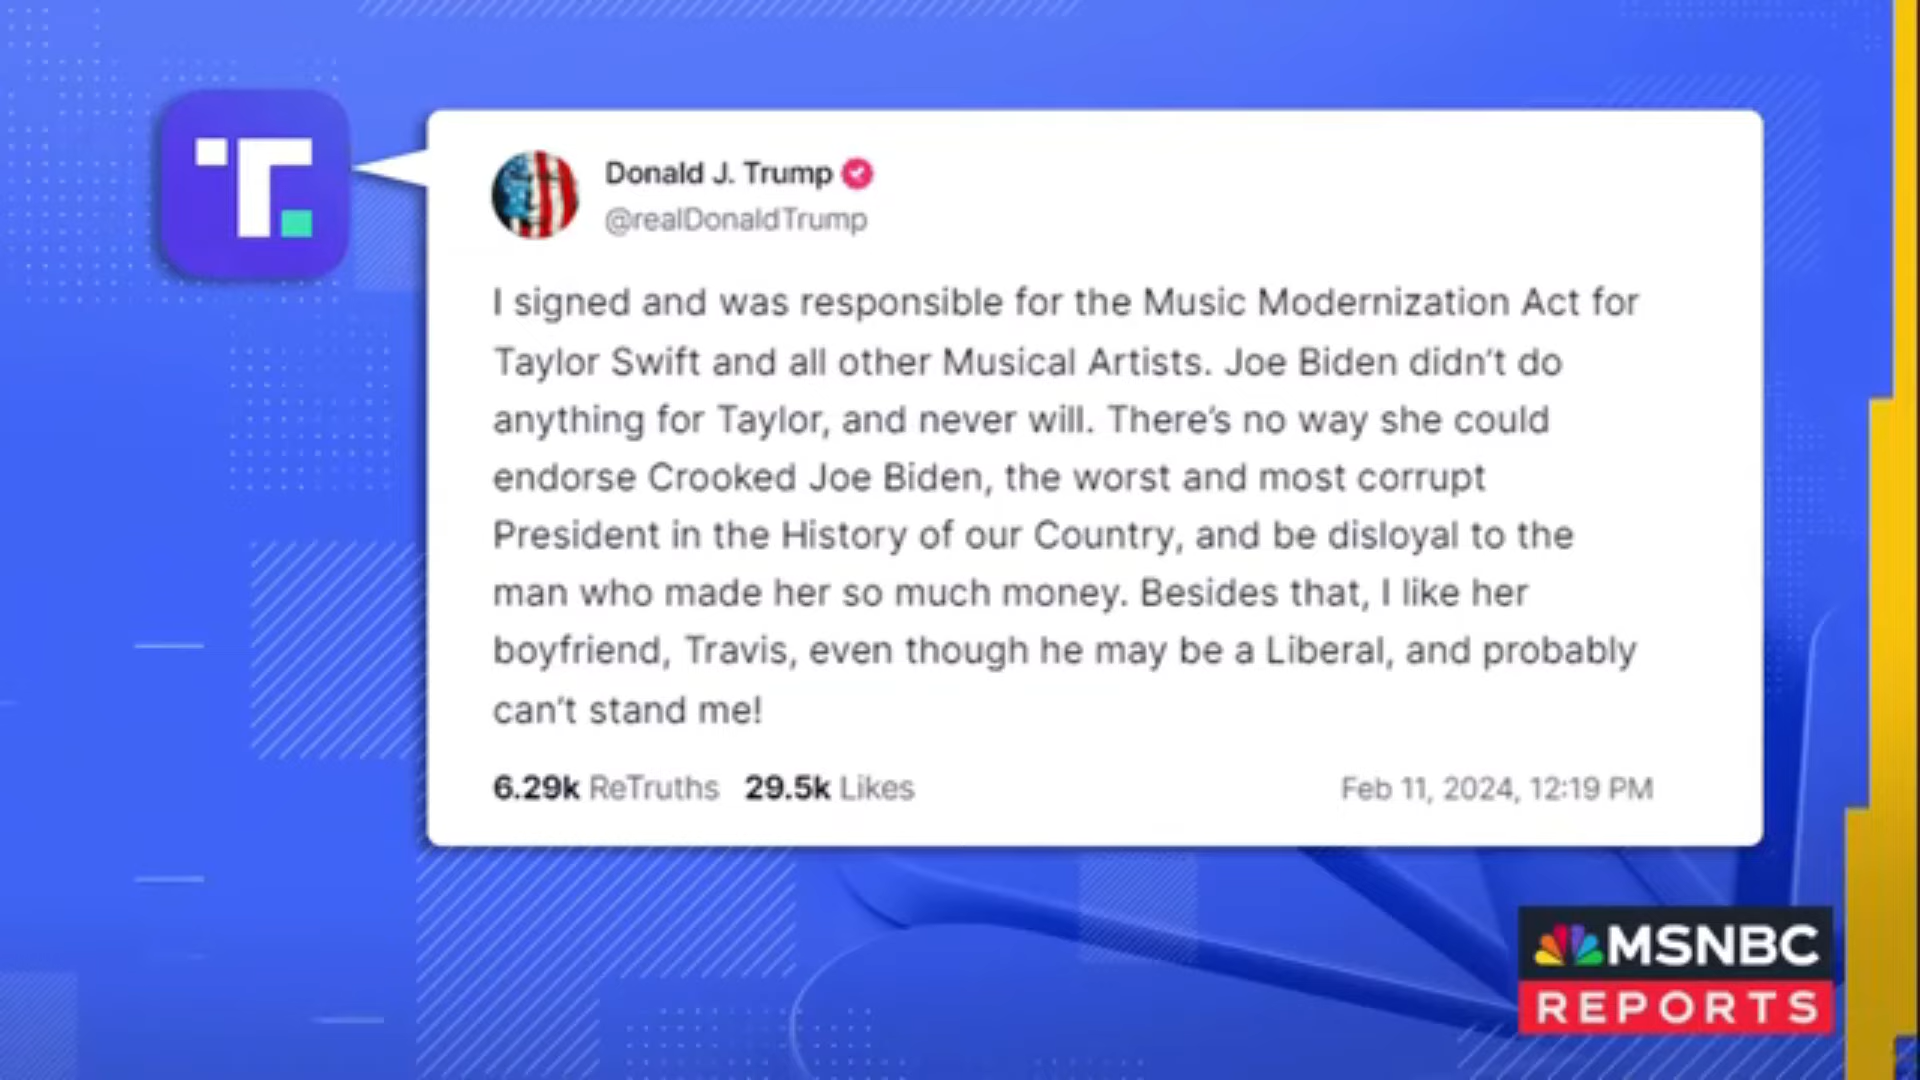 T.
Donald J. Trump
@realDonaldTrump
I signed and was responsible for the Music Modernization Act for
Taylor Swift and all other Musical Artists. Joe Biden didn’t do
anything for Taylor, and never will. There’s no way she could
endorse Crooked Joe Biden, the worst and most corrupt
President in the History of our Country, and be disloyal to the
man who made her so much money. Besides that, I like her
boyfriend, Travis, even though he may be a Liberal, and probably
can’t stand me!
6.29k ReTruths 29.5k Likes Feb 11, 2024, 12:19 PM
MSNBC
REPORTS